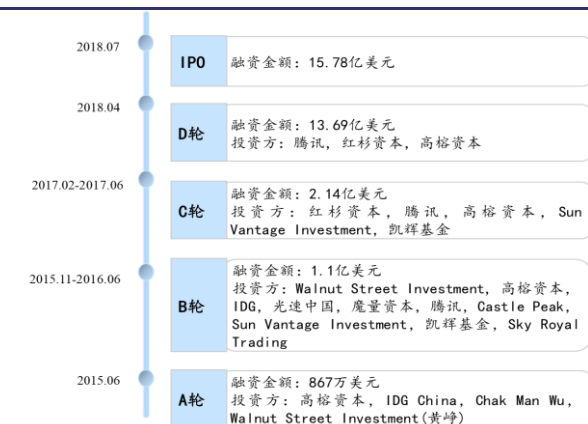 2018.07
IPO
融资金额：15.78亿美元
2018.04
D轮
融资金额：13.69亿美元
投资方：腾讯，红杉资本，高榕资本
2017.02-2017.06
C轮
融资金额：2.14亿美元
投资方：红杉资本，腾讯，高榕资本，Sun
Vantage Investment，凯辉基金
2015.11-2016.06
B轮
融资金额：1.1亿美元
投资方：Walnut Street Investment，高榕资本，
IDG，光速中国，魔量资本，腾讯，Castle Peak，
Sun Vantage Investment，凯辉基金，Sky Royal
Trading
2015.06
A轮
融资金额：867万美元
投资方：高榕资本，IDG China，Chak Man Wu，
Walnut Street Investment(黄峥)